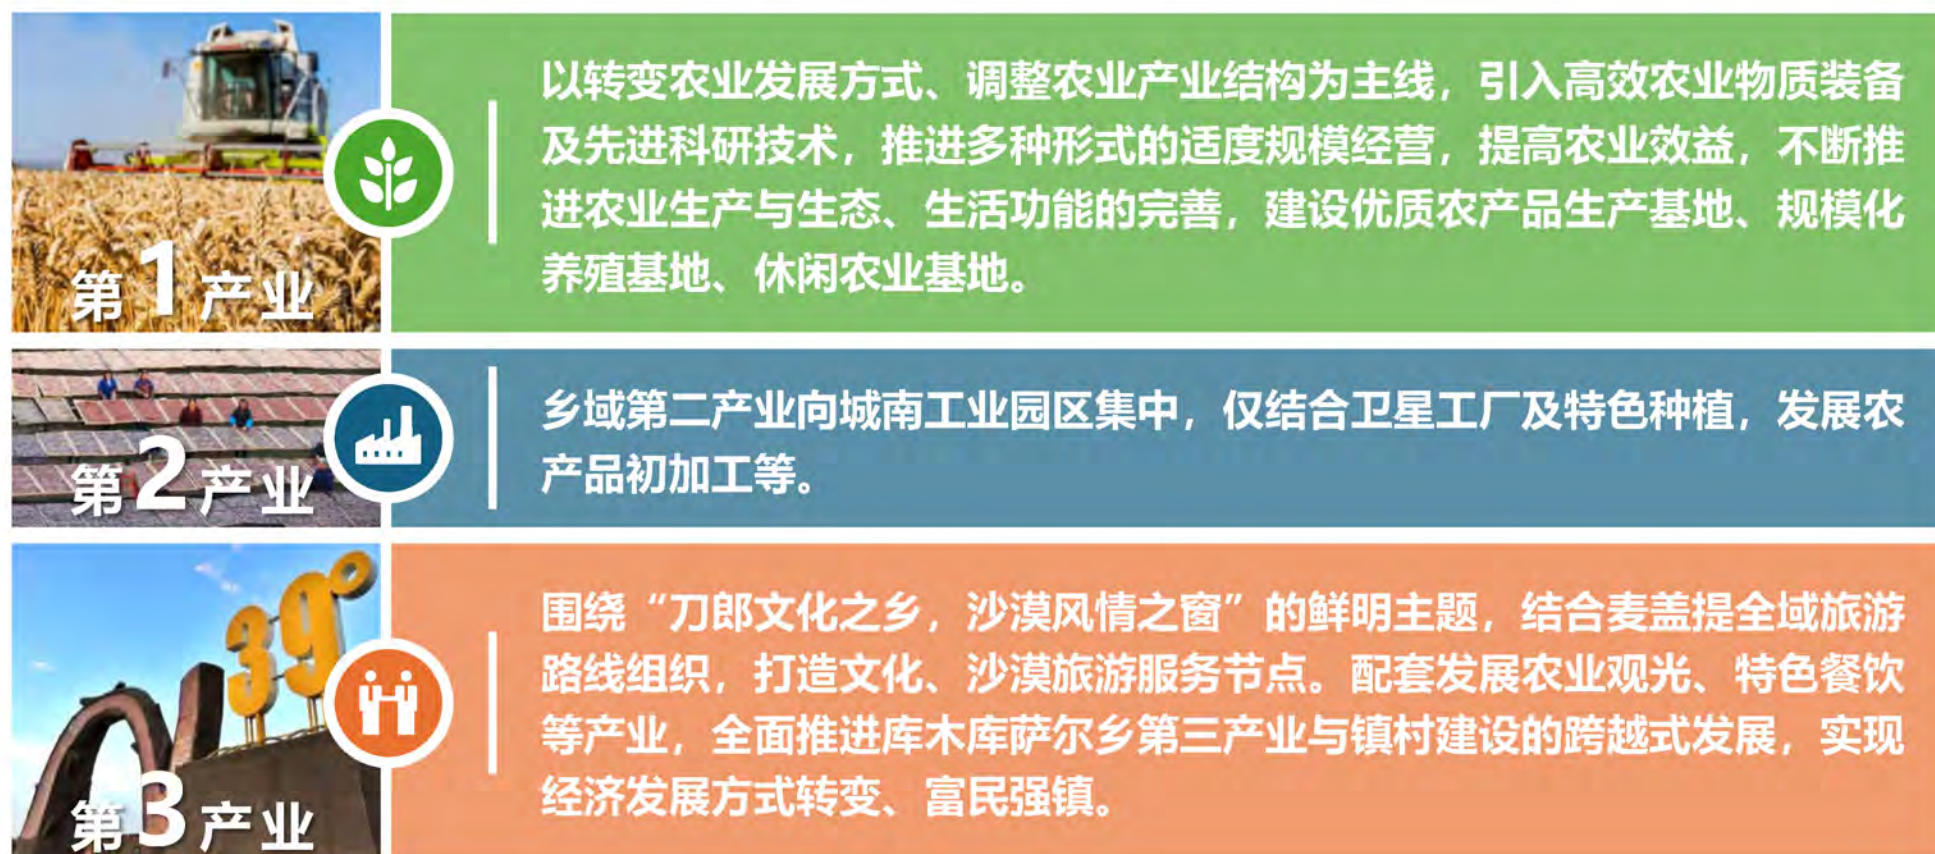 第1产业
以转变农业发展方式、调整农业产业结构为主线，引入高效农业物质装备
及先进科研技术，推进多种形式的适度规模经营，提高农业效益，不断推
进农业生产与生态、生活功能的完善，建设优质农产品生产基地、规模化
养殖基地、休闲农业基地。
第2产业
乡域第二产业向城南工业园区集中，仅结合卫星工厂及特色种植，发展农
产品初加工等。
39°
第3产业
围绕“刀郎文化之乡，沙漠风情之窗”的鲜明主题，结合麦盖提全域旅游
路线组织，打造文化、沙漠旅游服务节点。配套发展农业观光、特色餐饮
等产业，全面推进库木库萨尔乡第三产业与镇村建设的跨越式发展，实现
经济发展方式转变、富民强镇。